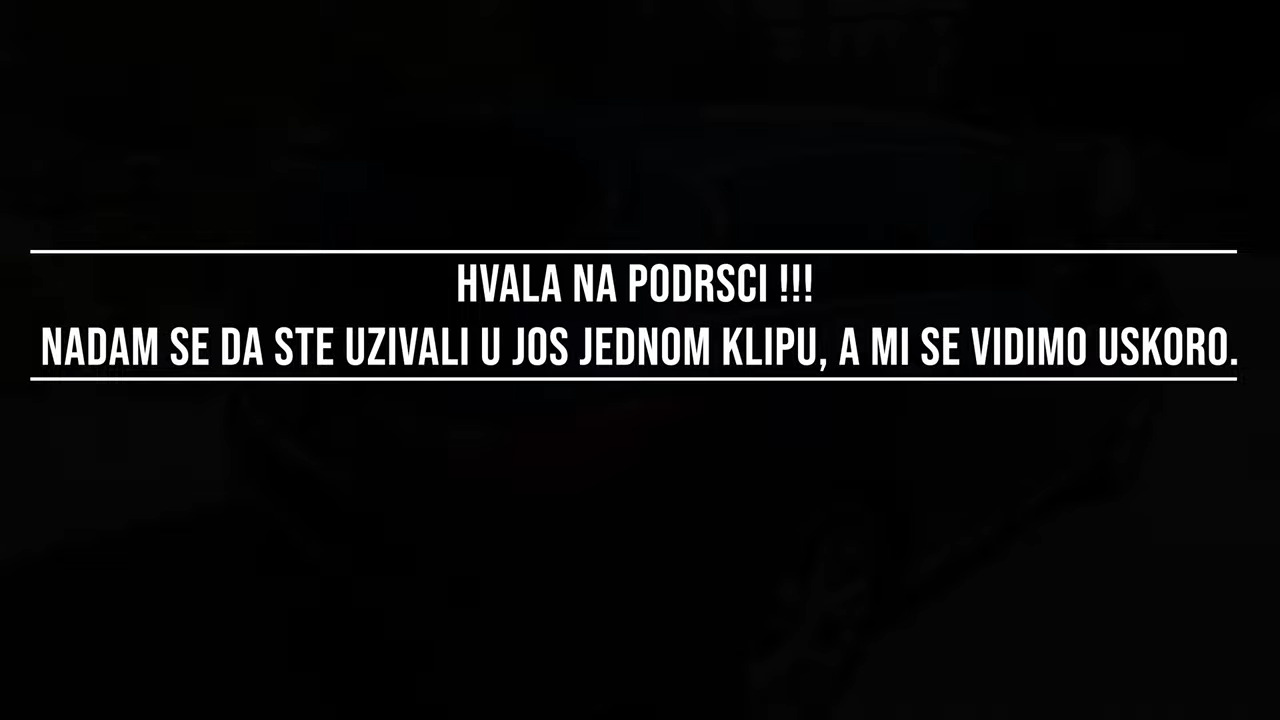 HVALA NA PODRSCI !!!
NADAM SE DA STE UZIVALI U JOS JEDNOM KLIPU, A MI SE VIDIMO USKORO.